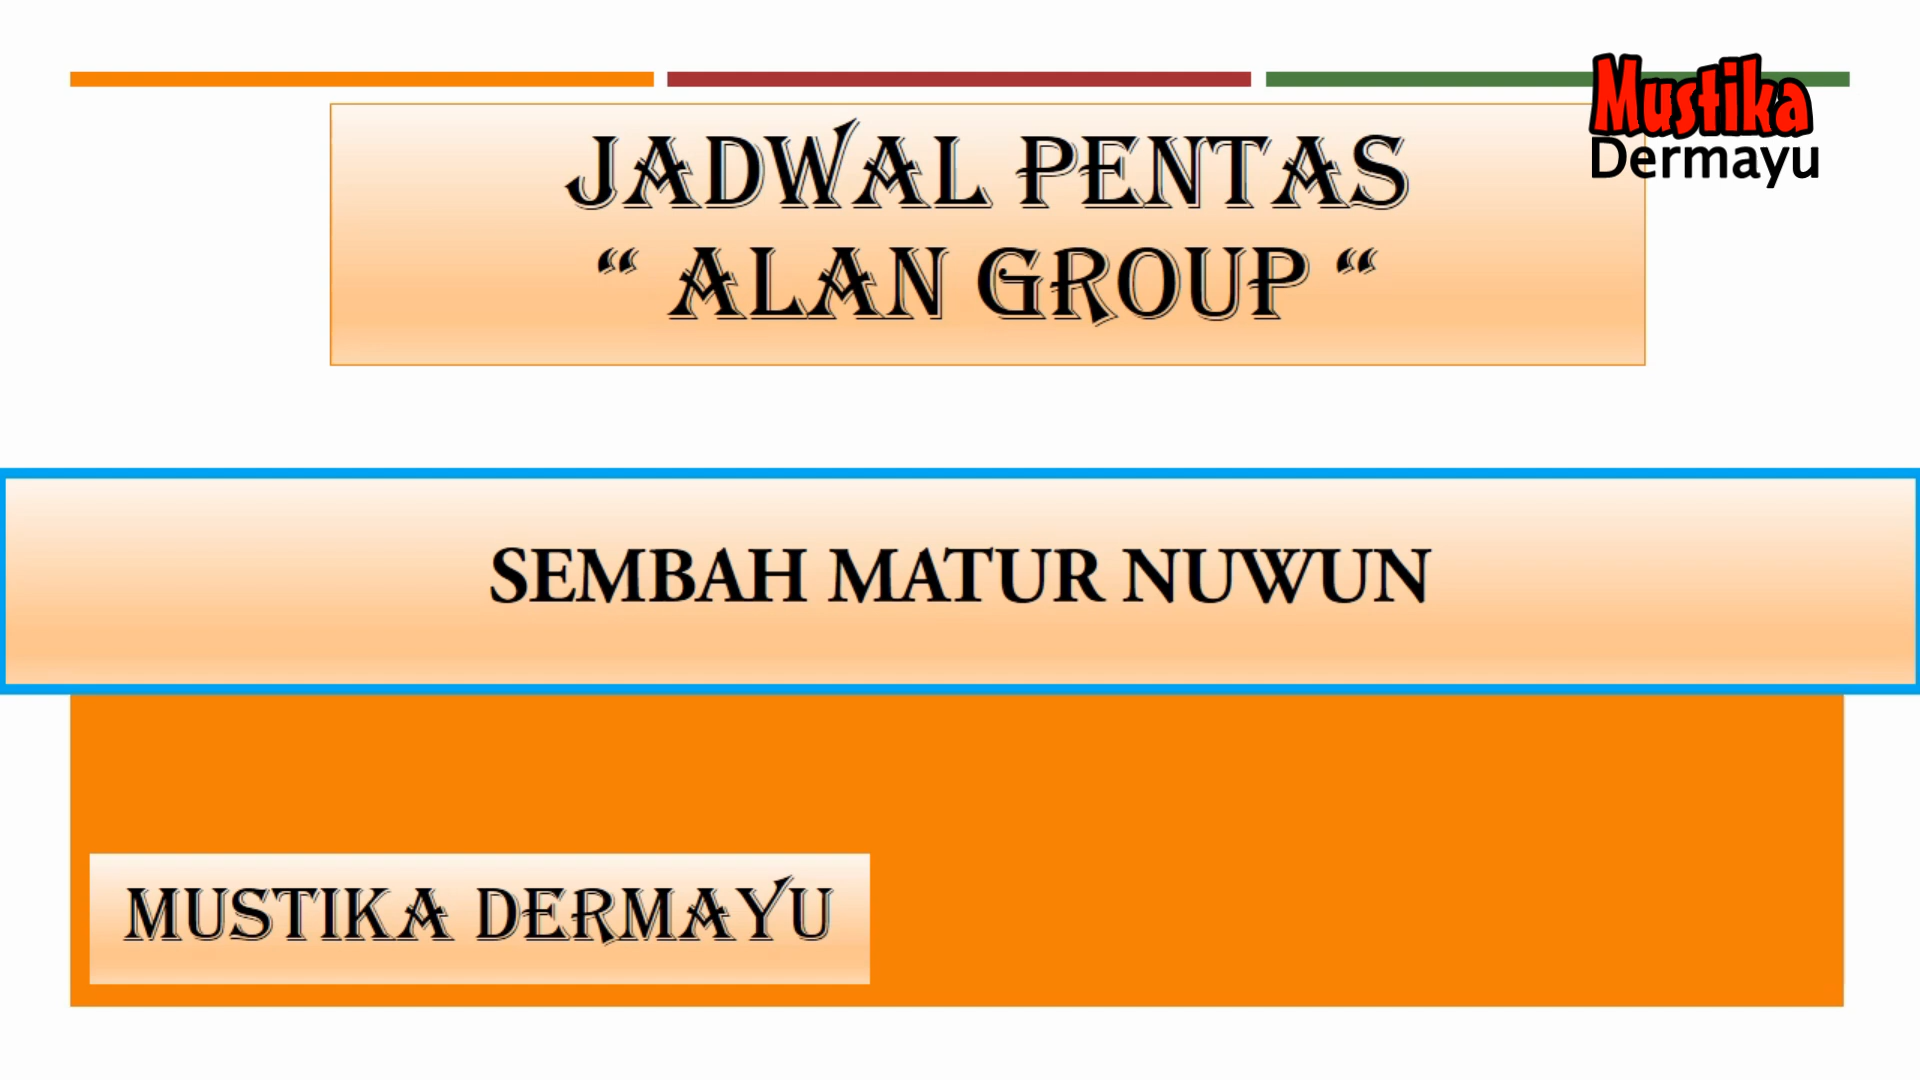 Mustika
Dermayu
JADWAL PENTAS
“ ALAN GROUP “
SEMBAH MATUR NUWUN
MUSTIKA DERMAYU